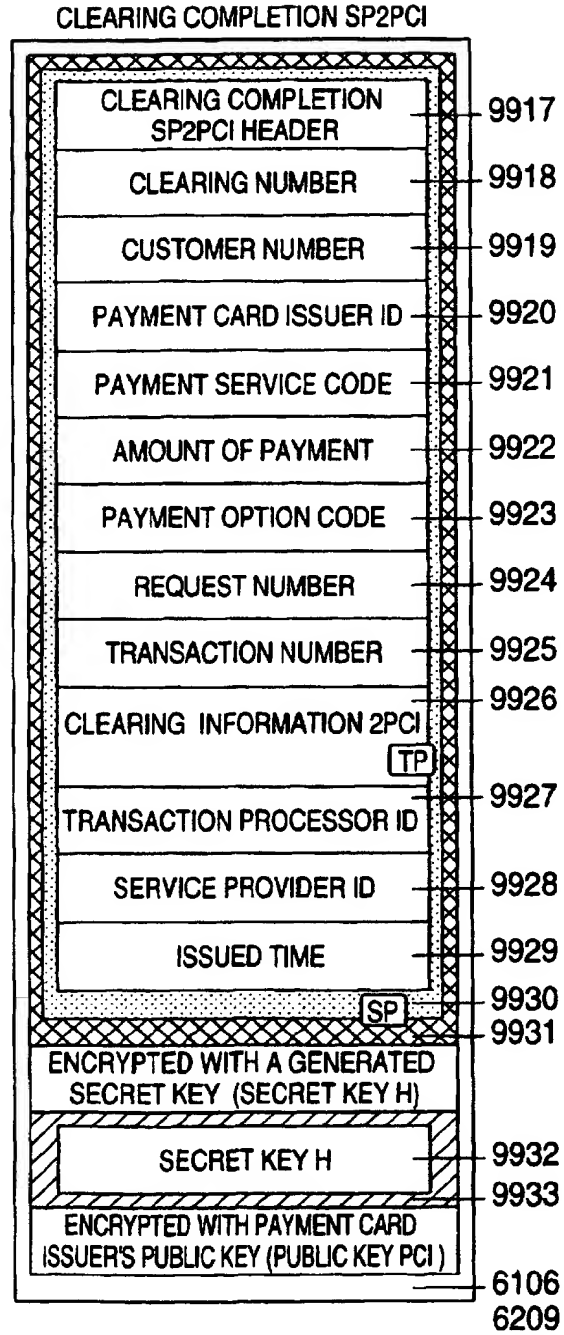 CLEARING COMPLETION SP2PCI
CLEARING COMPLETION
SP2PCI HEADER
9917
CLEARING NUMBER
9918
CUSTOMER NUMBER
9919
PAYMENT CARD ISSUER ID
9920
PAYMENT SERVICE CODE
9921
AMOUNT OF PAYMENT
9922
PAYMENT OPTION CODE
9923
REQUEST NUMBER
9924
TRANSACTION NUMBER
9925
9926
CLEARING INFORMATION 2PCI
TP
9927
TRANSACTION PROCESSOR ID
SERVICE PROVIDER ID
9928
ISSUED TIME
9929
SP
9930
9931
ENCRYPTED WITH A GENERATED
SECRET KEY (SECRET KEY H)
SECRET KEY H
9932
9933
ENCRYPTED WITH PAYMENT CARD
ISSUER'S PUBLIC KEY (PUBLIC KEY PCI)
6106
6209